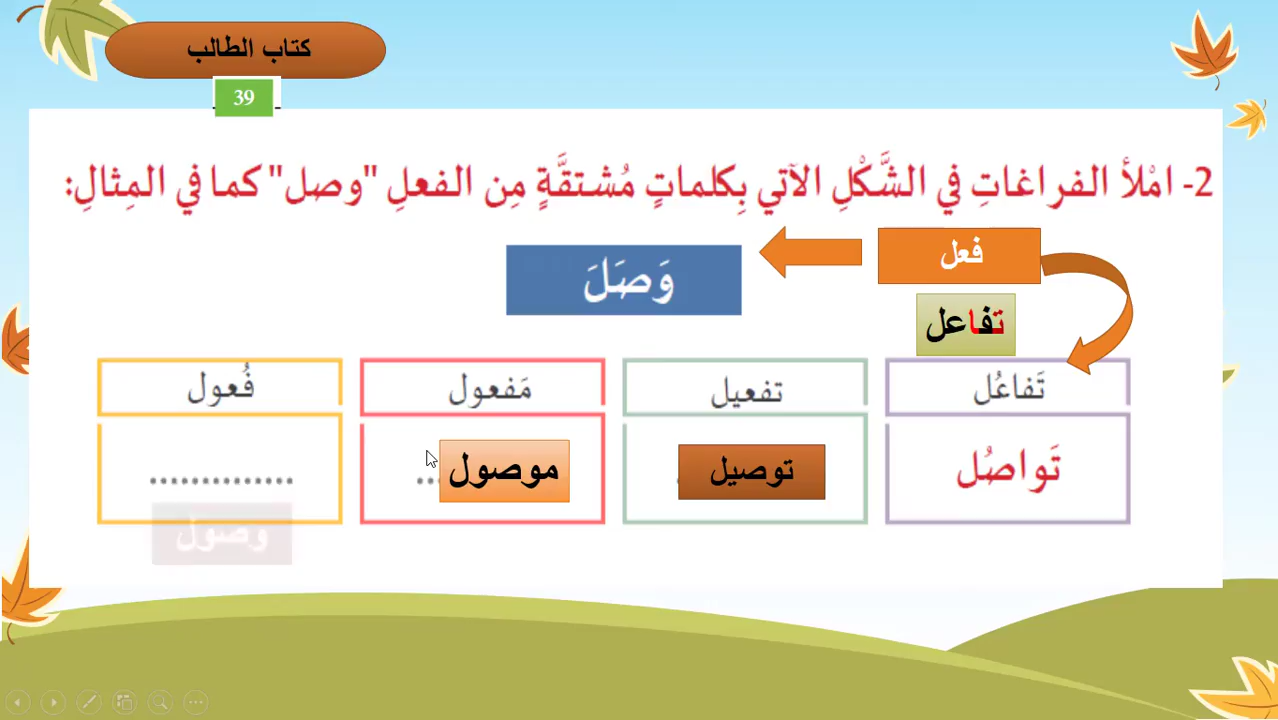 كتاب الطالب
39
2- امْلأ الفراغاتِ في الشَّكْلِ الآتي بِكلماتٍ مُشتقَّةٍ مِن الفعلِ "وصل" كما في المِثالِ:
فعل
وَصَلَ
تفاعل
تَفاعُل
تفعيل
مَفعول
فُعول
تَواصُل
توصيل
موصول
..............
وصول